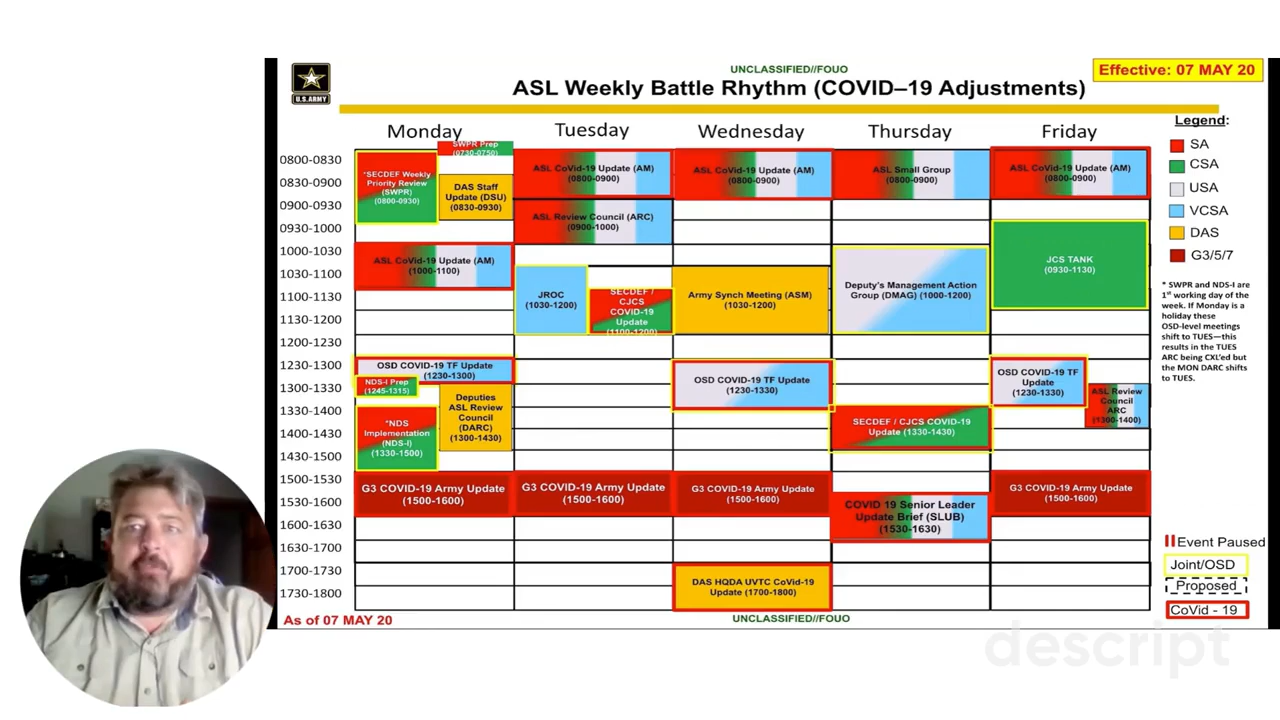 UNCLASSIFIED//FOUO
Effective: 07 MAY 20
ASL Weekly Battle Rhythm (COVID–19 Adjustments)
U.S.ARMY
Monday
Tuesday
Wednesday
Thursday
Friday
0800-0830
0830-0900
0900-0930
0930-1000
1000-1030
1030-1100
1100-1130
1130-1200
1200-1230
1230-1300
1300-1330
1330-1400
1400-1430
1430-1500
1500-1530
1530-1600
1600-1630
1630-1700
1700-1730
1730-1800
SWPR Prep
(0730-0750)
*SECDEF Weekly
Priority Review
(SWPR)
(0800-0930)
DAS Staff
Update (DSU)
(0830-0930)
ASL CoVid-19 Update (AM)
(1000-1100)
OSD COVID-19 TF Update
(1230-1300)
NDS-I Prep
(1245-1315)
Deputies
ASL Review
Council
(DARC)
(1300-1430)
*NDS
Implementation
(NDS-I)
(1330-1500)
G3 COVID-19 Army Update
(1500-1600)
ASL CoVid-19 Update (AM)
(0800-0900)
ASL Review Council (ARC)
(0900-1000)
JROC
(1030-1200)
SECDEF /
CJCS
COVID-19
Update
(1100-1200)
G3 COVID-19 Army Update
(1500-1600)
ASL CoVid-19 Update (AM)
(0800-0900)
Army Synch Meeting (ASM)
(1030-1200)
OSD COVID-19 TF Update
(1230-1330)
G3 COVID-19 Army Update
(1500-1600)
DAS HQDA UVTC CoVid-19
Update (1700-1800)
ASL Small Group
(0800-0900)
Deputy's Management Action
Group (DMAG) (1000-1200)
SECDEF / CJCS COVID-19
Update (1330-1430)
COVID 19 Senior Leader
Update Brief (SLUB)
(1530-1630)
ASL CoVid-19 Update (AM)
(0800-0900)
JCS TANK
(0930-1130)
OSD COVID-19 TF
Update
(1230-1330)
ASL Review
Council
ARC
(1300-1400)
G3 COVID-19 Army Update
(1500-1600)
Legend:
SA
CSA
USA
VCSA
DAS
G3/5/7
* SWPR and NDS-I are
1st working day of the
week. If Monday is a
holiday these
OSD-level meetings
shift to TUES—this
results in the TUES
ARC being CXL'ed but
the MON DARC shifts
to TUES.
Event Paused
Joint/OSD
Proposed
CoVid - 19
As of 07 MAY 20
UNCLASSIFIED//FOUO
descript